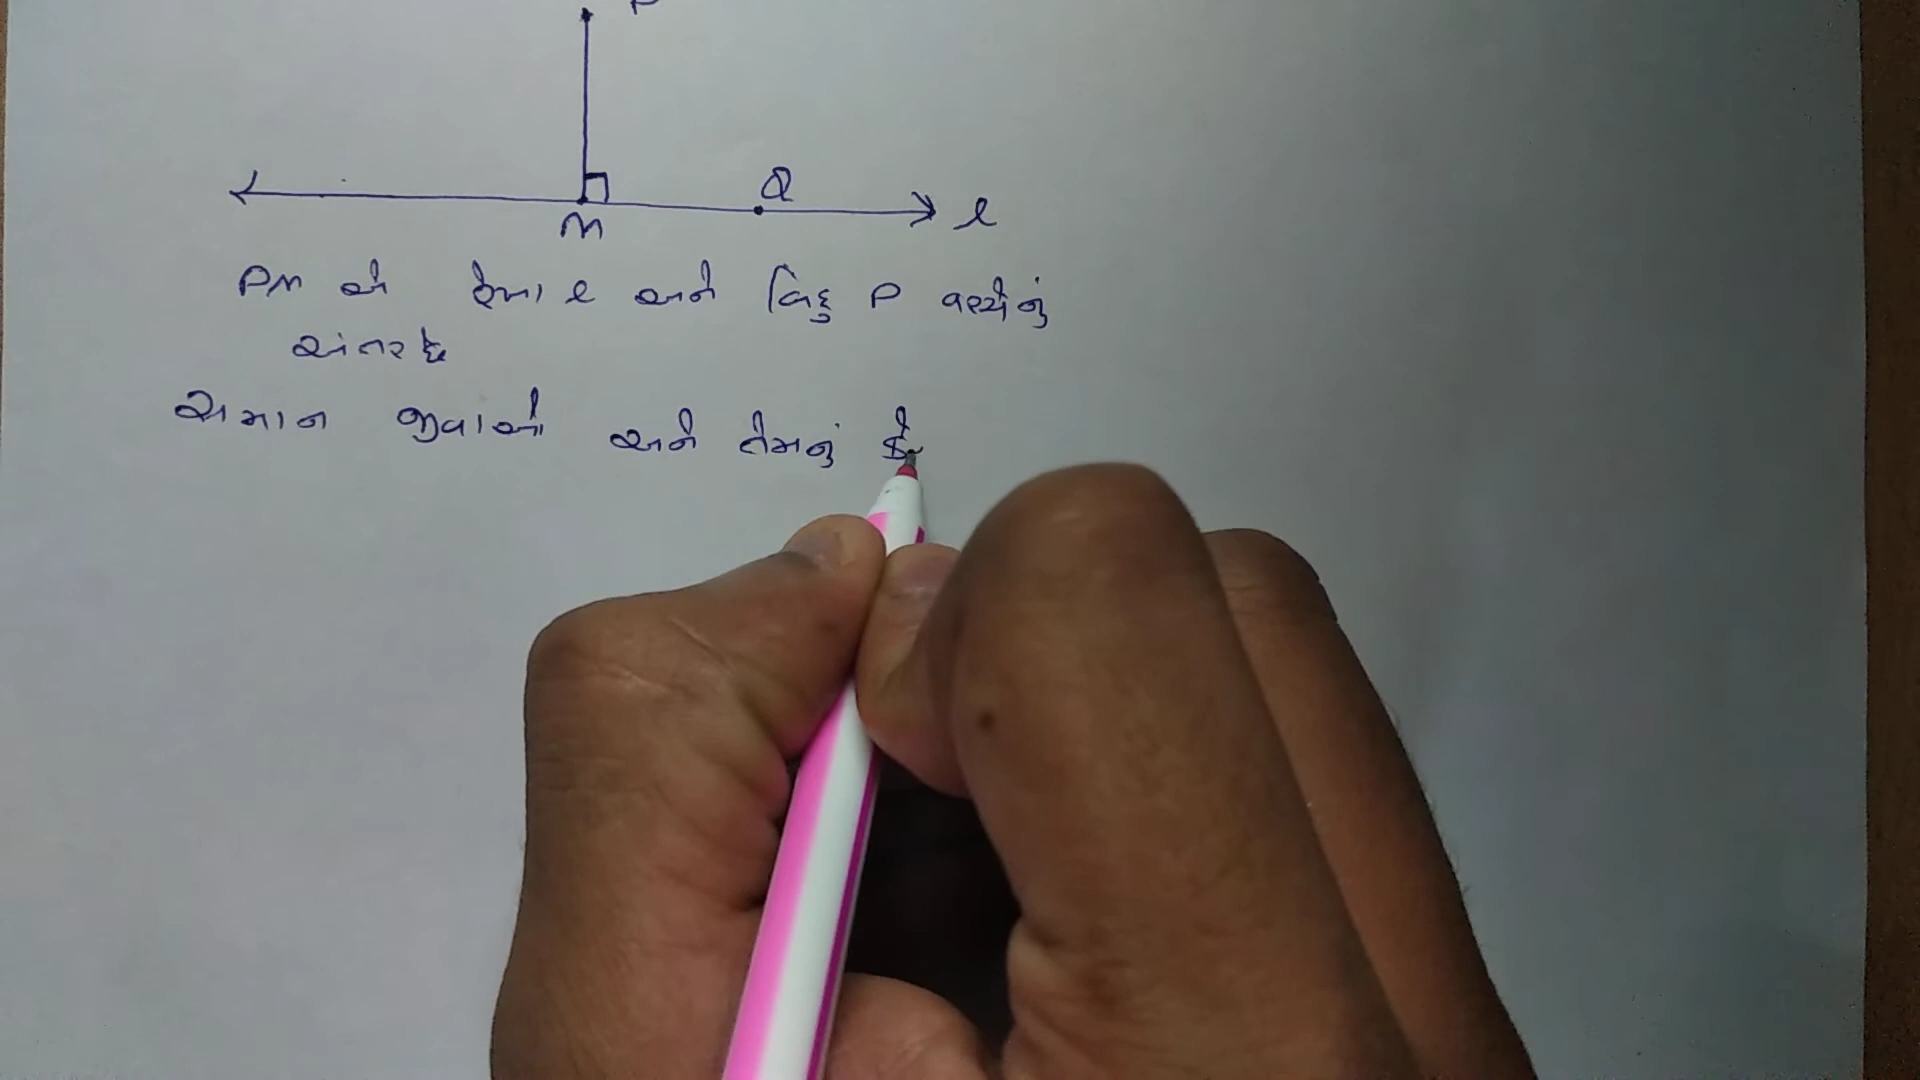 P
Q
M
l
PM એ રેખા l અને બિંદુ P વચ્ચેનું
અંતર છે
સમાન જીવાઓ અને તેમનું કે